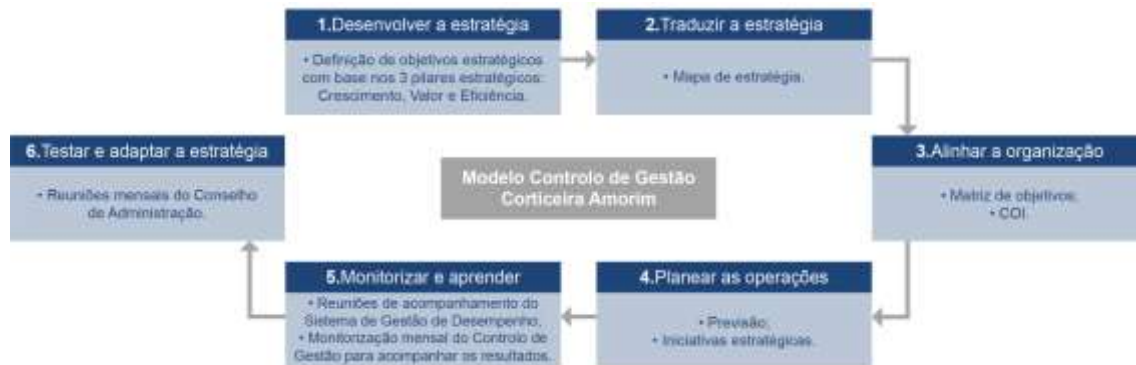 1.Desenvolver a estratégia
• Definição de objetivos estratégicos
com base nos 3 pilares estratégicos:
Crescimento, Valor e Eficiência.
2.Traduzir a estratégia
• Mapa de estratégia.
3.Alinhar a organização
• Matriz de objetivos;
• COI.
4.Planear as operações
• Previsão;
• Iniciativas estratégicas.
5.Monitorizar e aprender
• Reuniões de acompanhamento do
Sistema de Gestão de Desempenho.
• Monitorização mensal do Controlo de
Gestão para acompanhar os resultados.
6.Testar e adaptar a estratégia
• Reuniões mensais do Conselho
de Administração.
Modelo Controlo de Gestão
Corticeira Amorim